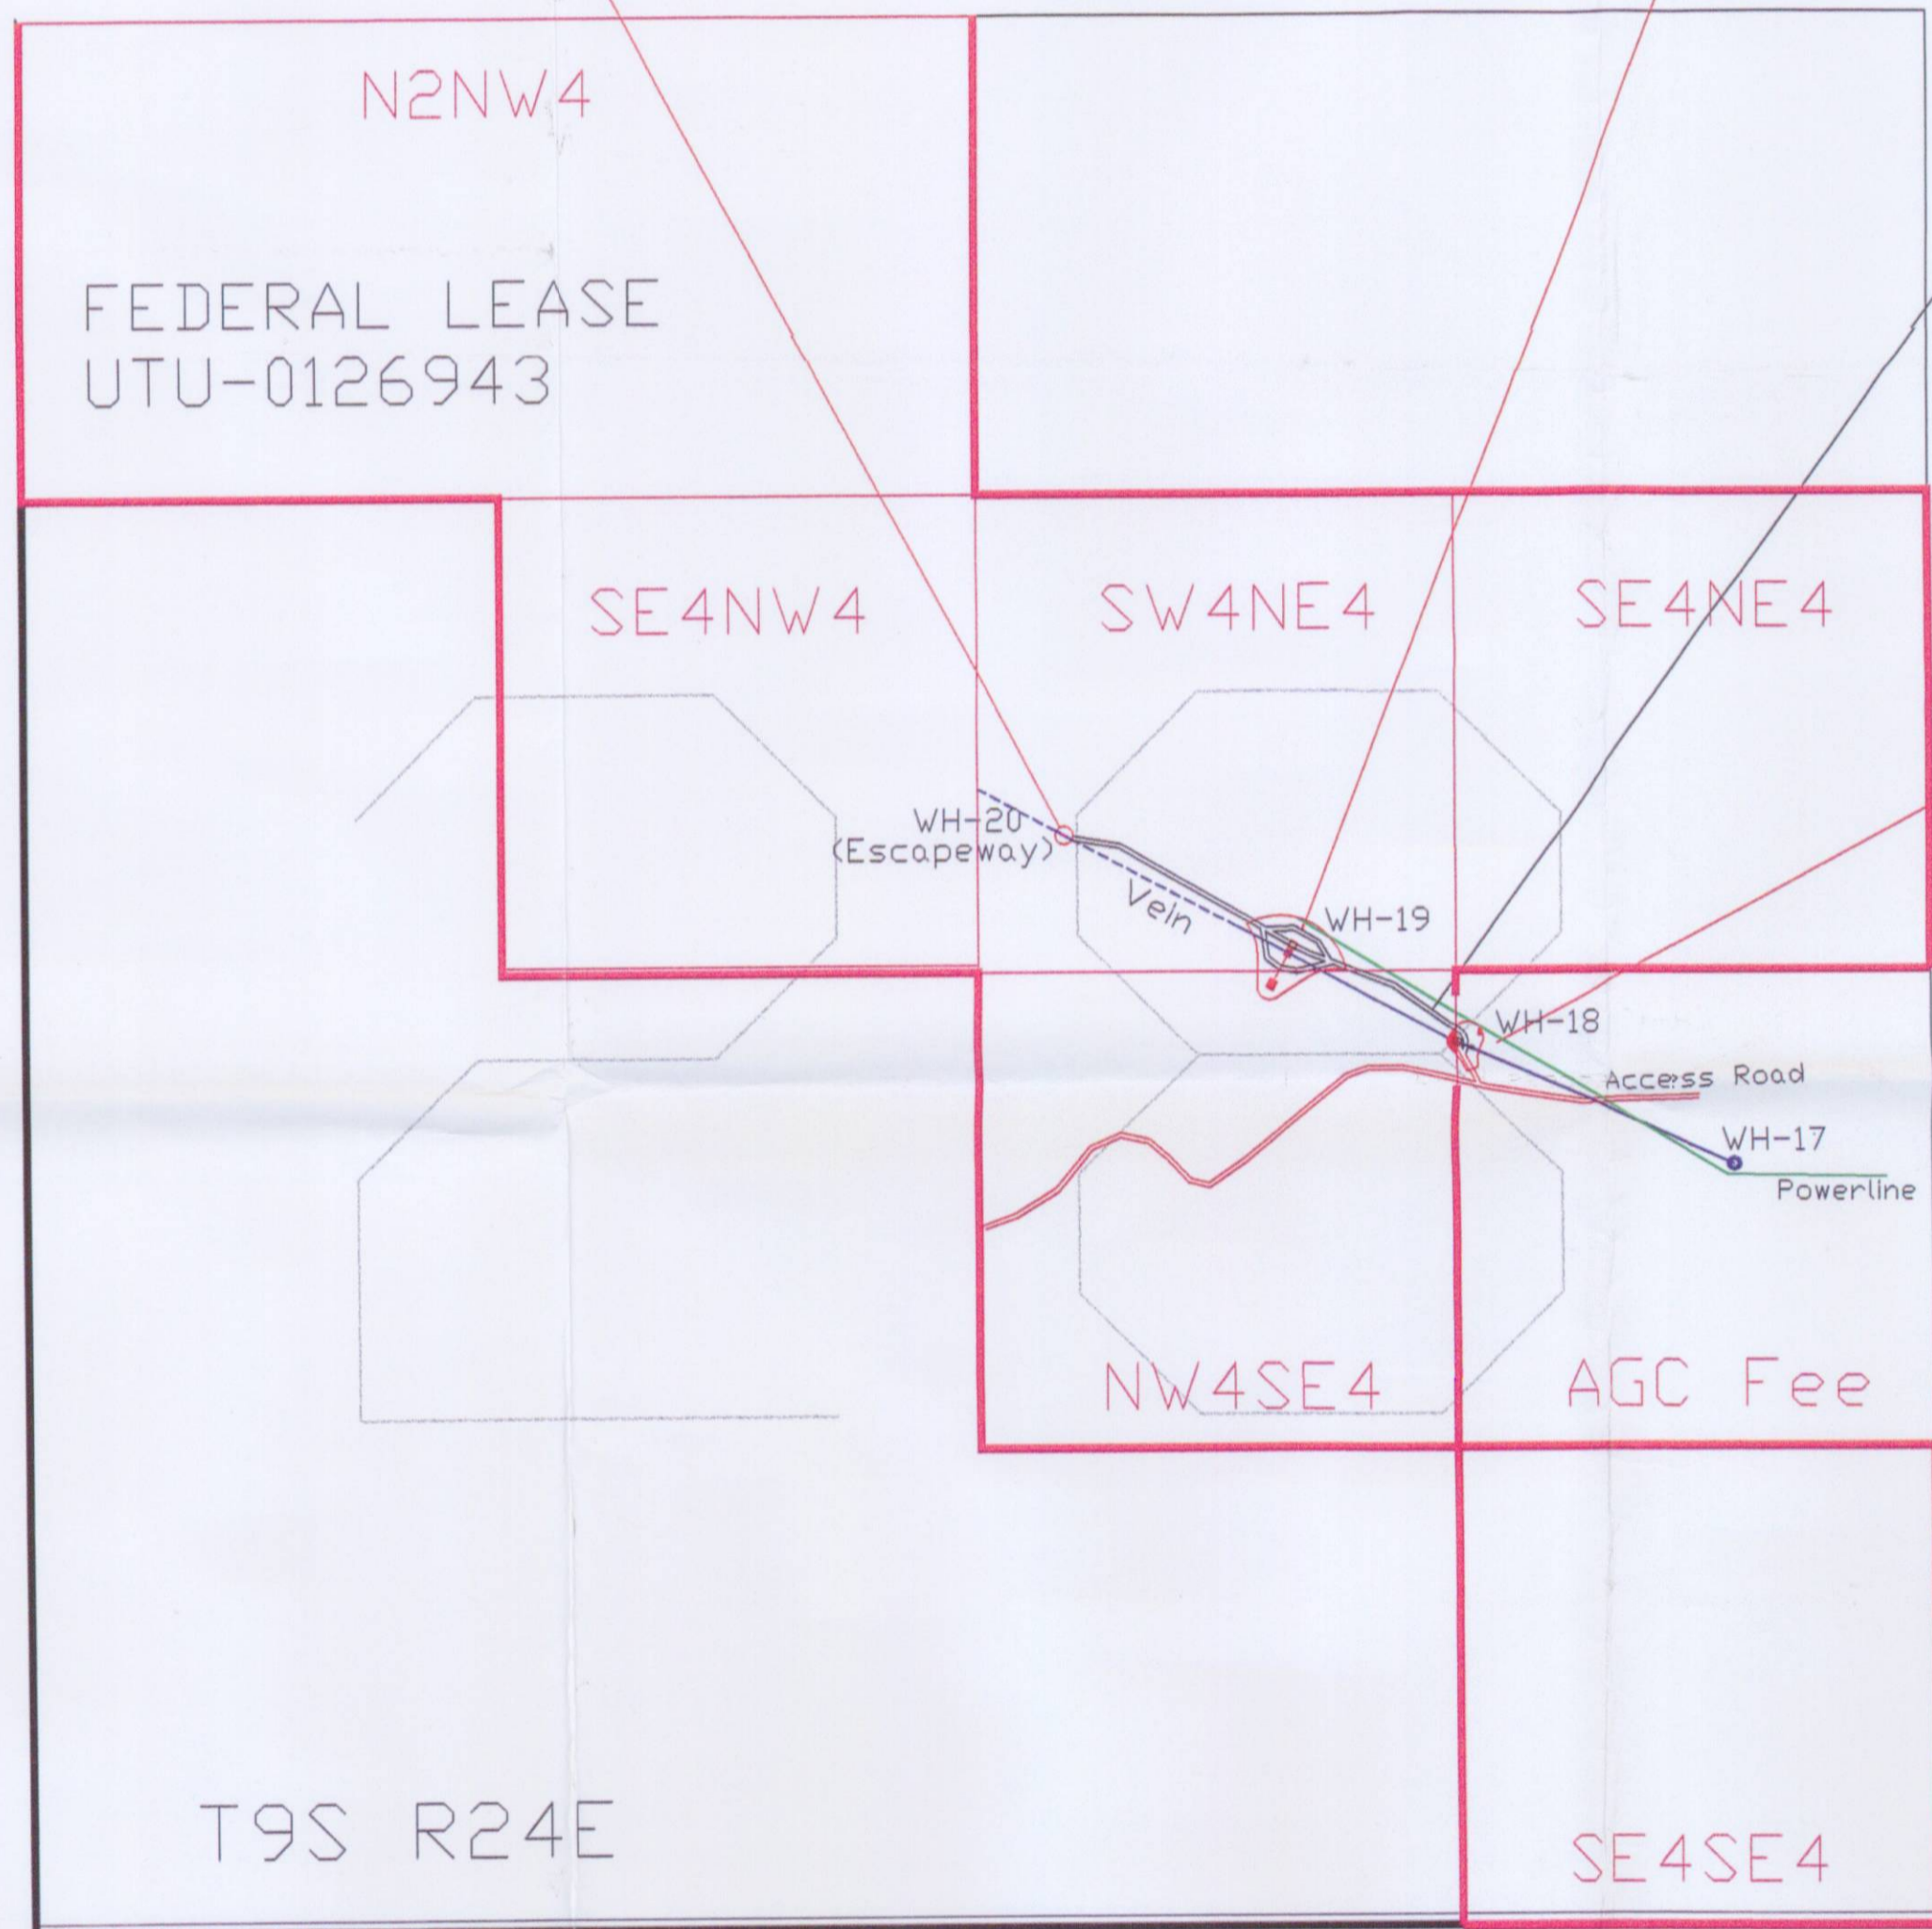 N2NW4
FEDERAL LEASE
UTU-0126943
SE4NW4
SW4NE4
SE4NE4
WH-20
(Escapeway)
Vein
WH-19
WH-18
Access Road
WH-17
Powerline
NW4SE4
AGC Fee
T9S R24E
SE4SE4